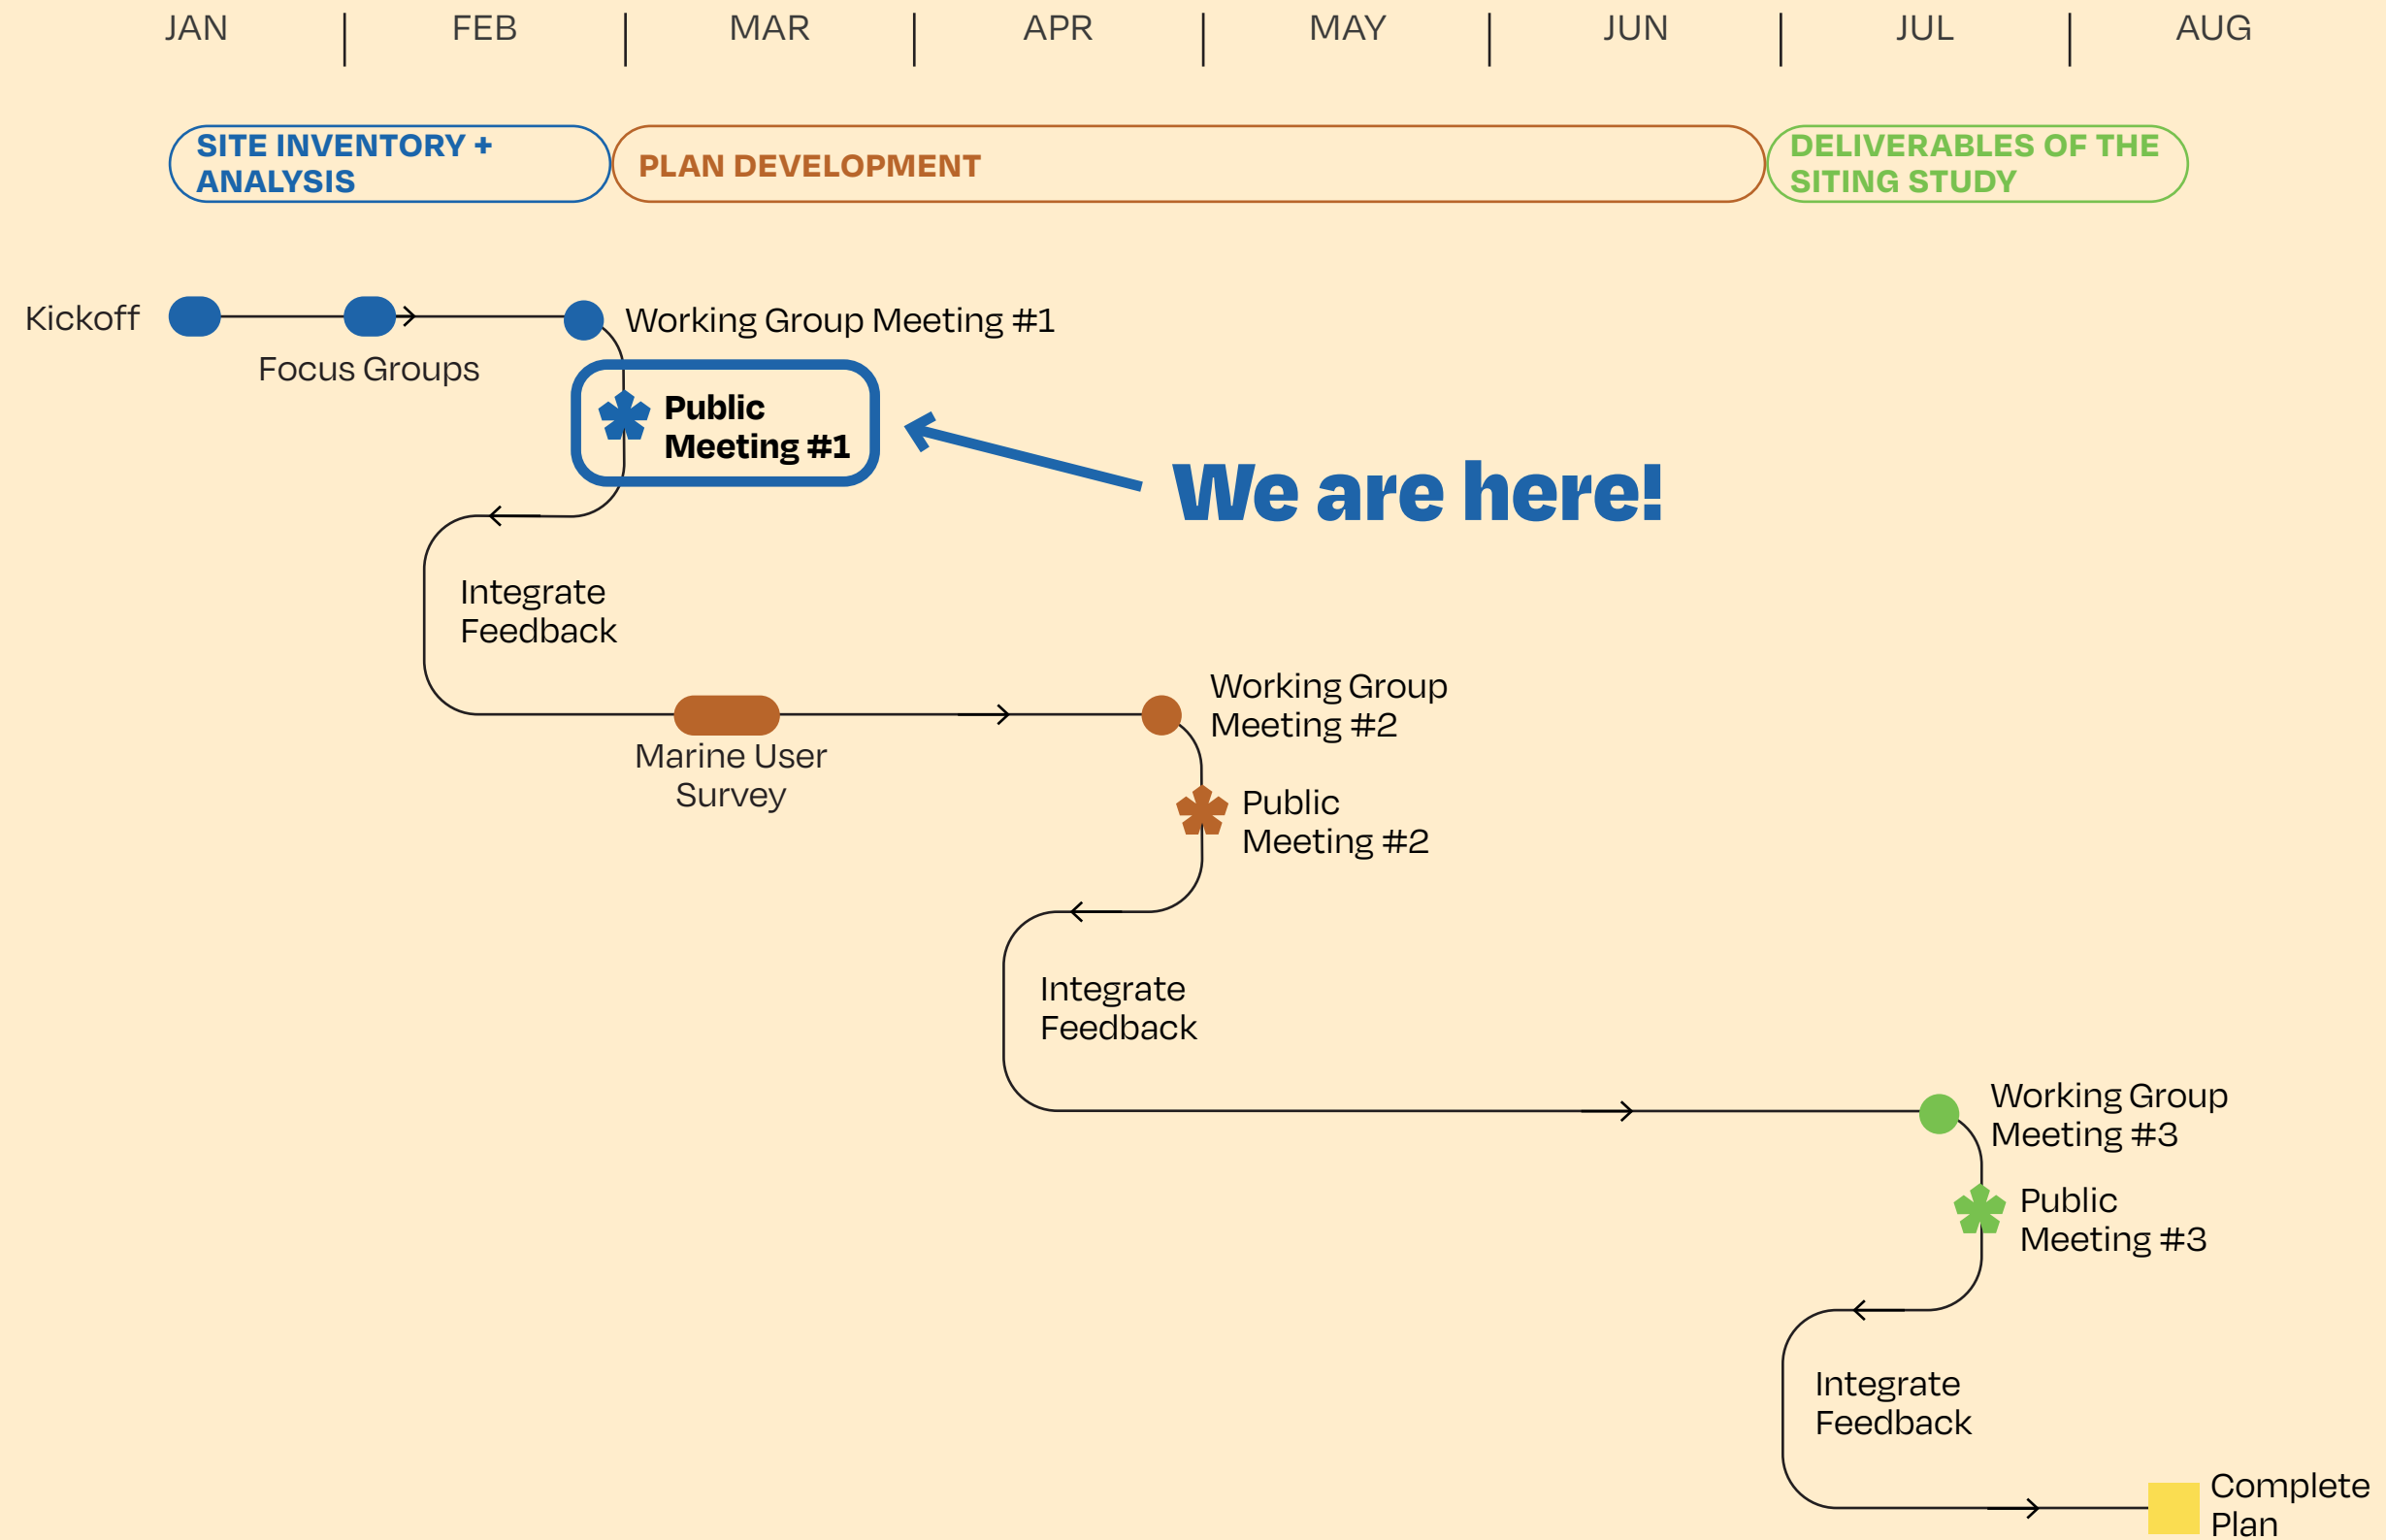 JAN FEB MAR APR MAY JUN JUL AUG
SITE INVENTORY +
ANALYSIS
PLAN DEVELOPMENT
DELIVERABLES OF THE
SITING STUDY
Kickoff
Focus Groups
Working Group Meeting #1
Public
Meeting #1
We are here!
Integrate
Feedback
Marine User
Survey
Working Group
Meeting #2
Public
Meeting #2
Integrate
Feedback
Working Group
Meeting #3
Public
Meeting #3
Integrate
Feedback
Complete
Plan